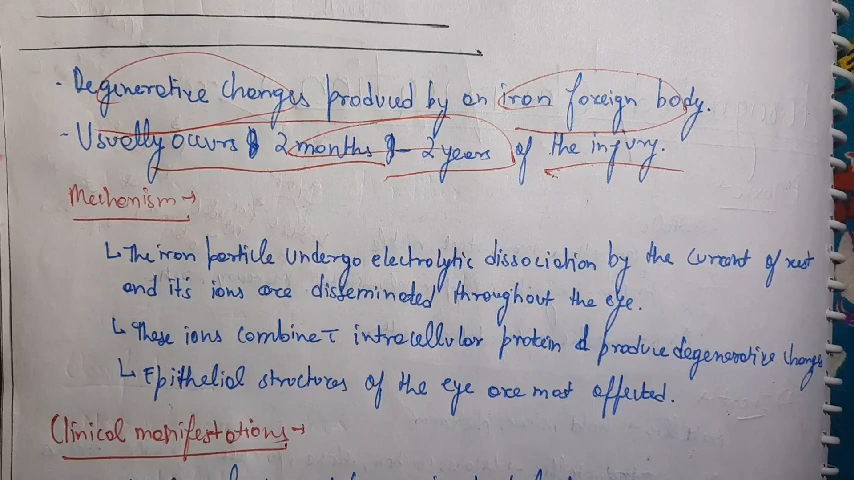 - Degenerative changes produced by an iron foreign body.
- Usually occurs 2 months - 2 years of the injury.
Mechanism →
↳ The iron particle undergo electrolytic dissociation by the current of rest
and its ions are disseminated throughout the eye.
↳ These ions combine c̅ intracellular protein & produce degenerative changes
↳ Epithelial structures of the eye are most affected.
Clinical manifestations →